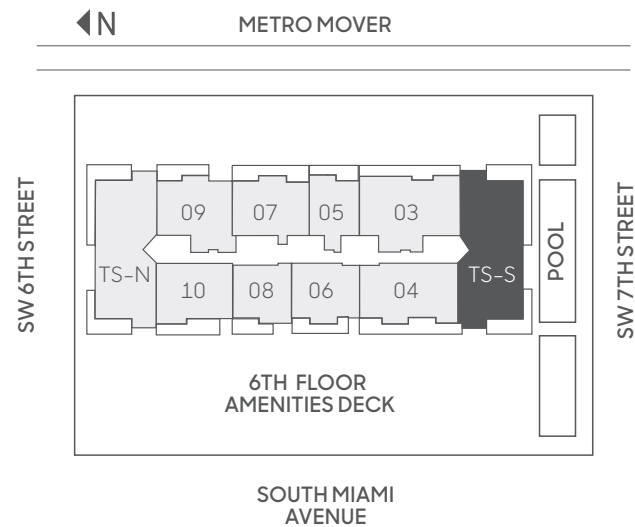 N
METRO MOVER
SW 6TH STREET
09
07
05
03
TS-N
TS-S
10
08
06
04
POOL
SW 7TH STREET
6TH FLOOR
AMENITIES DECK
SOUTH MIAMI
AVENUE